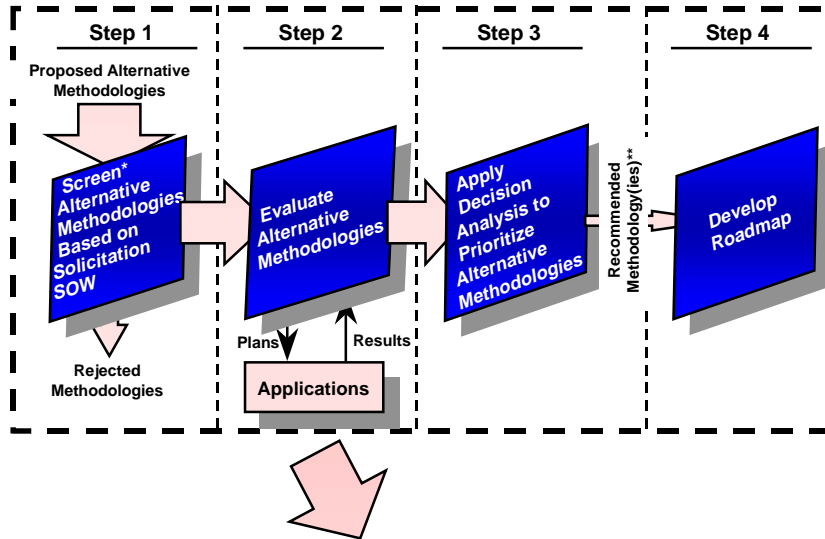 Step 1
Proposed Alternative
Methodologies
Screen*
Alternative
Methodologies
Based on
Solicitation
SOW
Rejected
Methodologies
Step 2
Evaluate
Alternative
Methodologies
Plans
Results
Applications
Step 3
Apply
Decision
Analysis to
Prioritize
Alternative
Methodologies
Recommended
Methodology(ies)**
Step 4
Develop
Roadmap